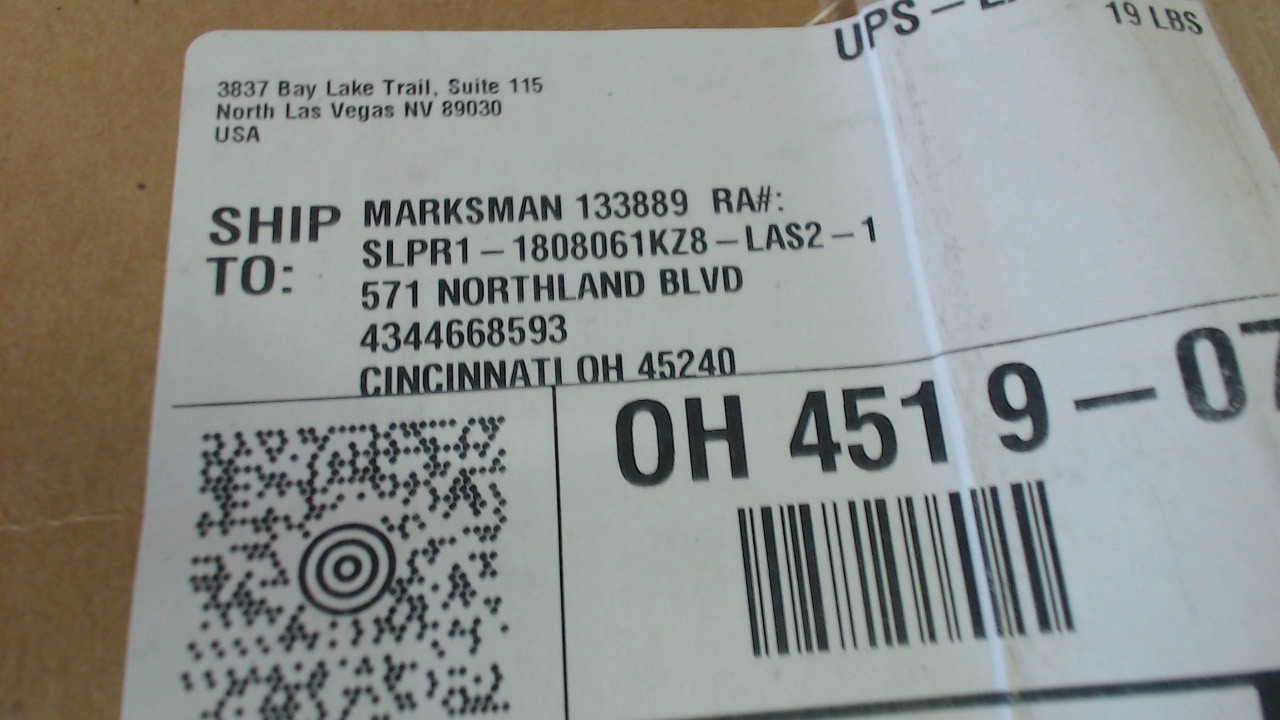 UPS -
19 LBS
3837 Bay Lake Trail, Suite 115
North Las Vegas NV 89030
USA
SHIP TO:
MARKSMAN 133889 RA#:
SLPR1-1808061KZ8-LAS2-1
571 NORTHLAND BLVD
4344668593
CINCINNATI OH 45240
OH 451 9-07